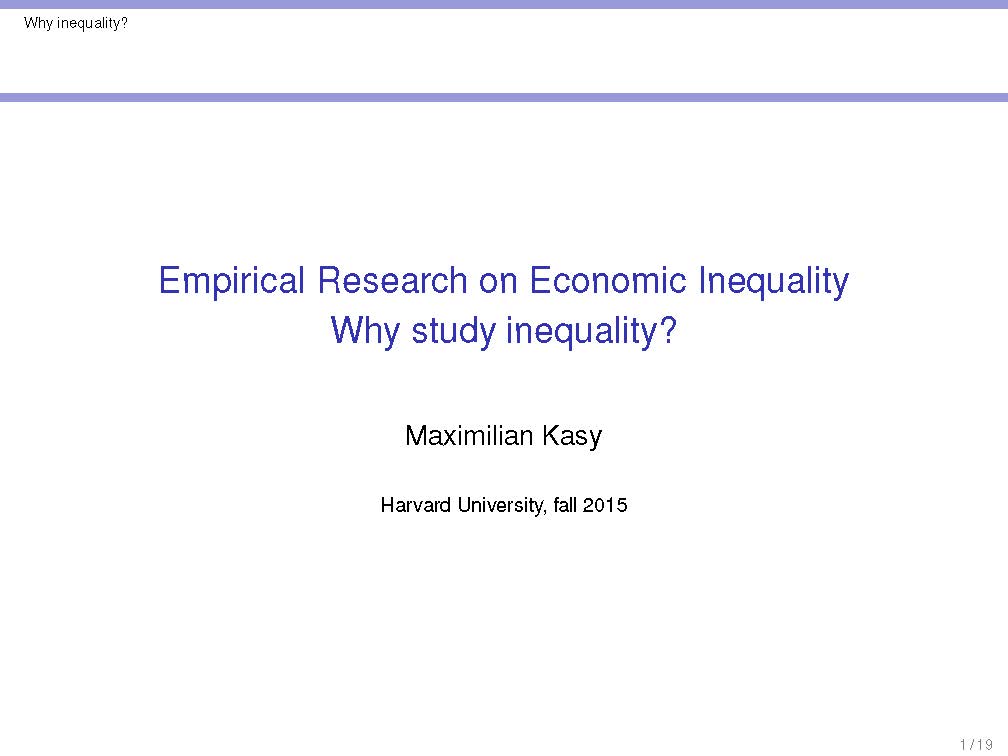 Why inequality?
Empirical Research on Economic Inequality
Why study inequality?
Maximilian Kasy
Harvard University, fall 2015
1 / 19